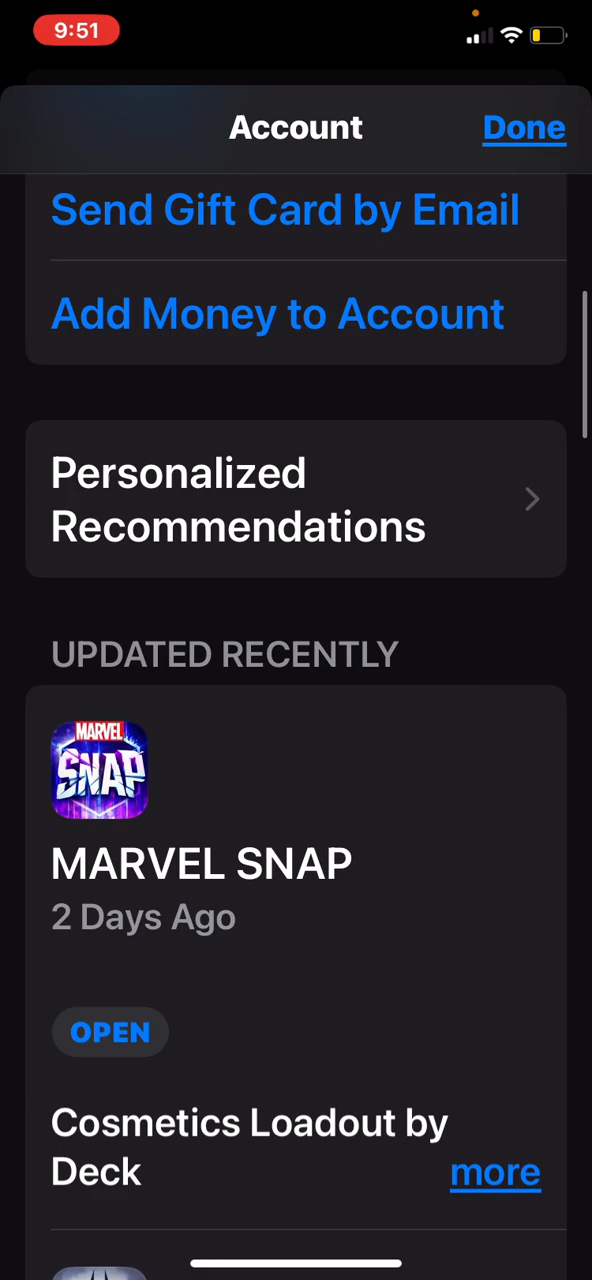 9:51
Account
Done
Send Gift Card by Email
Add Money to Account
Personalized
Recommendations
UPDATED RECENTLY
MARVEL
SNAP
MARVEL SNAP
2 Days Ago
OPEN
Cosmetics Loadout by
Deck
more